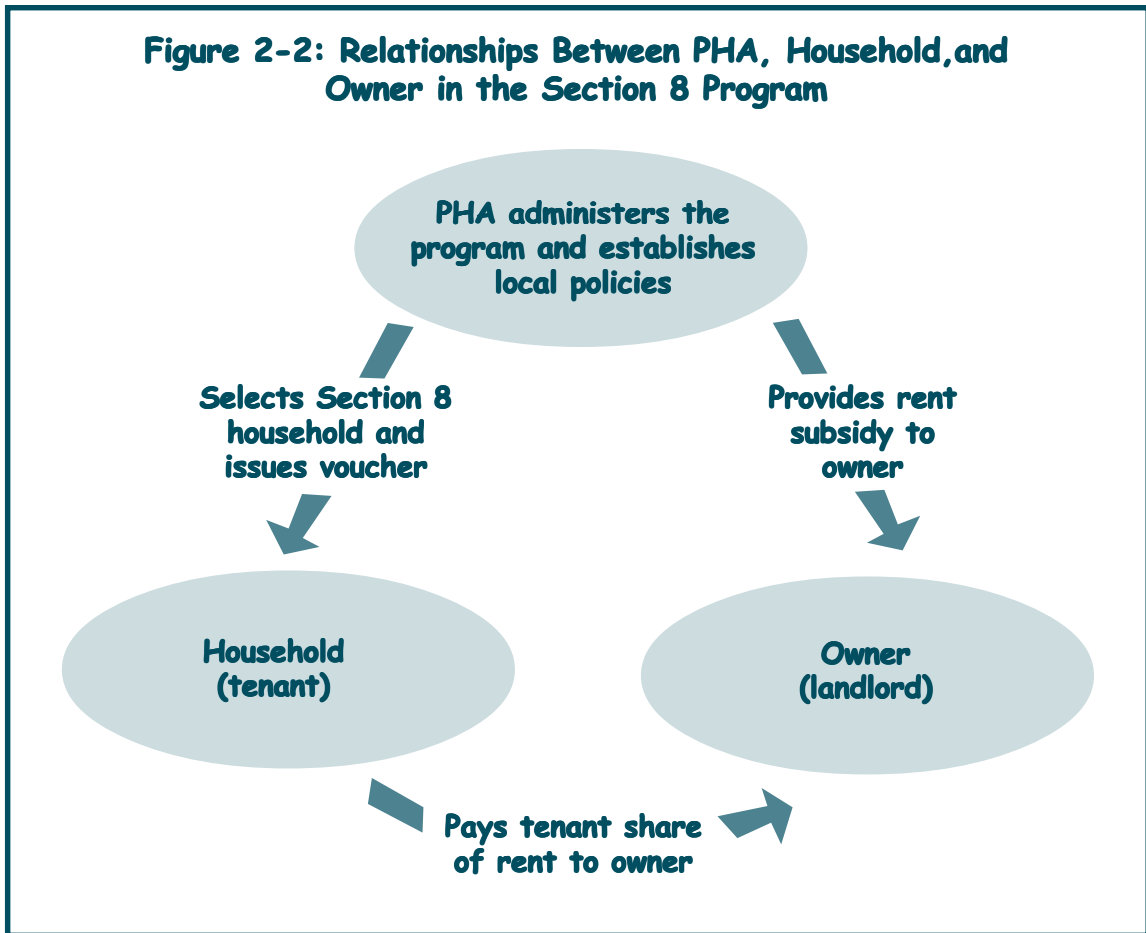 Figure 2-2: Relationships Between PHA, Household,and
Owner in the Section 8 Program
PHA administers the
program and establishes
local policies
Selects Section 8
household and
issues voucher
Provides rent
subsidy to
owner
Household
(tenant)
Owner
(landlord)
Pays tenant share
of rent to owner